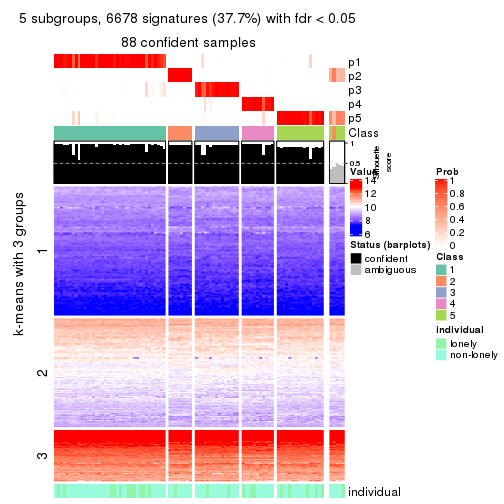 5 subgroups, 6678 signatures (37.7%) with fdr < 0.05
88 confident samples
p1
p2
p3
p4
p5
Class
1
0.5
0
silhouette
score
k-means with 3 groups
1
2
3
individual
Value
14
12
10
8
6
Status (barplots)
confident
ambiguous
Prob
1
0.8
0.6
0.4
0.2
0
Class
1
2
3
4
5
individual
lonely
non-lonely